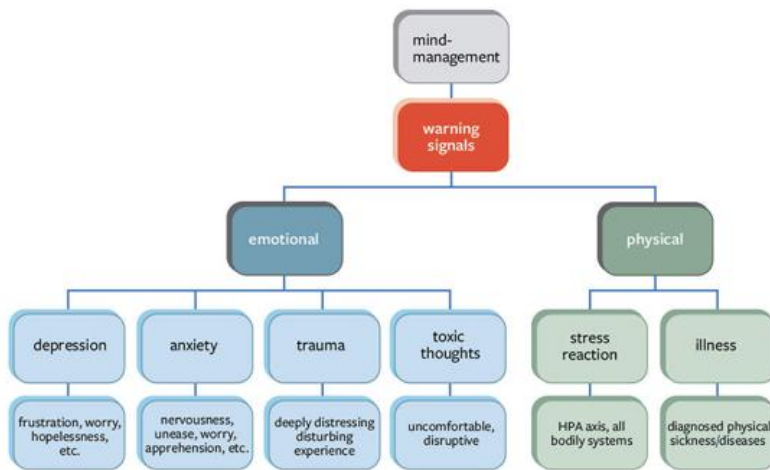 mind-
management
warning
signals
emotional
physical
depression
anxiety
trauma
toxic
thoughts
stress
reaction
illness
frustration, worry,
hopelessness,
etc.
nervousness,
unease, worry,
apprehension, etc.
deeply distressing
disturbing
experience
uncomfortable,
disruptive
HPA axis, all
bodily systems
diagnosed physical
sickness/diseases